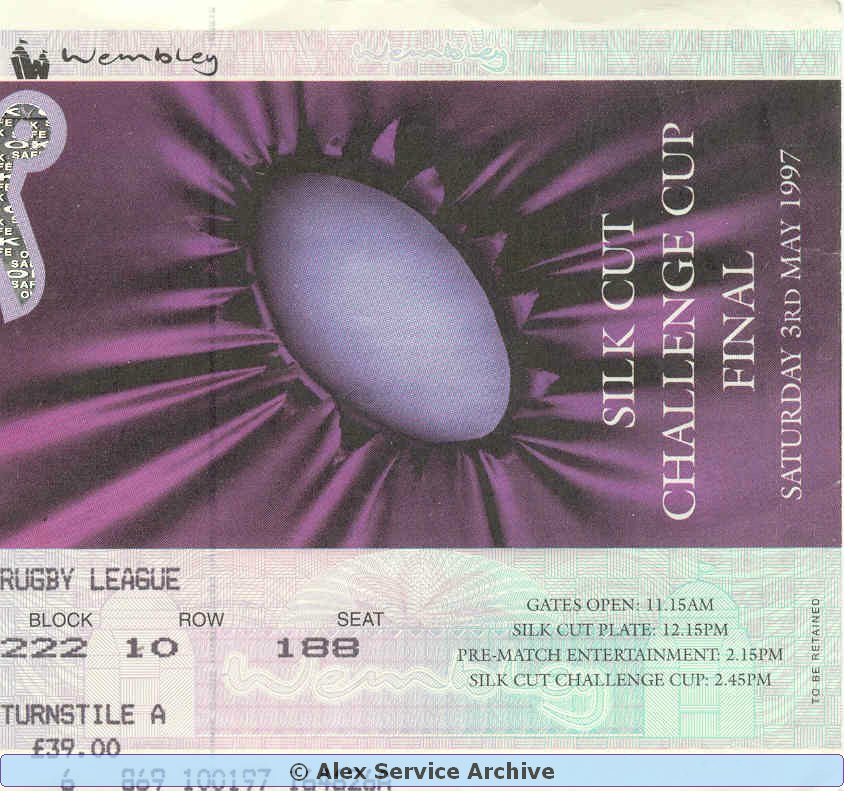 Wembley
SILK CUT
CHALLENGE CUP
FINAL
SATURDAY 3RD MAY 1997
RUGBY LEAGUE
BLOCK ROW SEAT
222 10 188
TURNSTILE A
£39.00
GATES OPEN: 11.15AM
SILK CUT PLATE: 12.15PM
PRE-MATCH ENTERTAINMENT: 2.15PM
SILK CUT CHALLENGE CUP: 2.45PM
TO BE RETAINED
Wembley
© Alex Service Archive